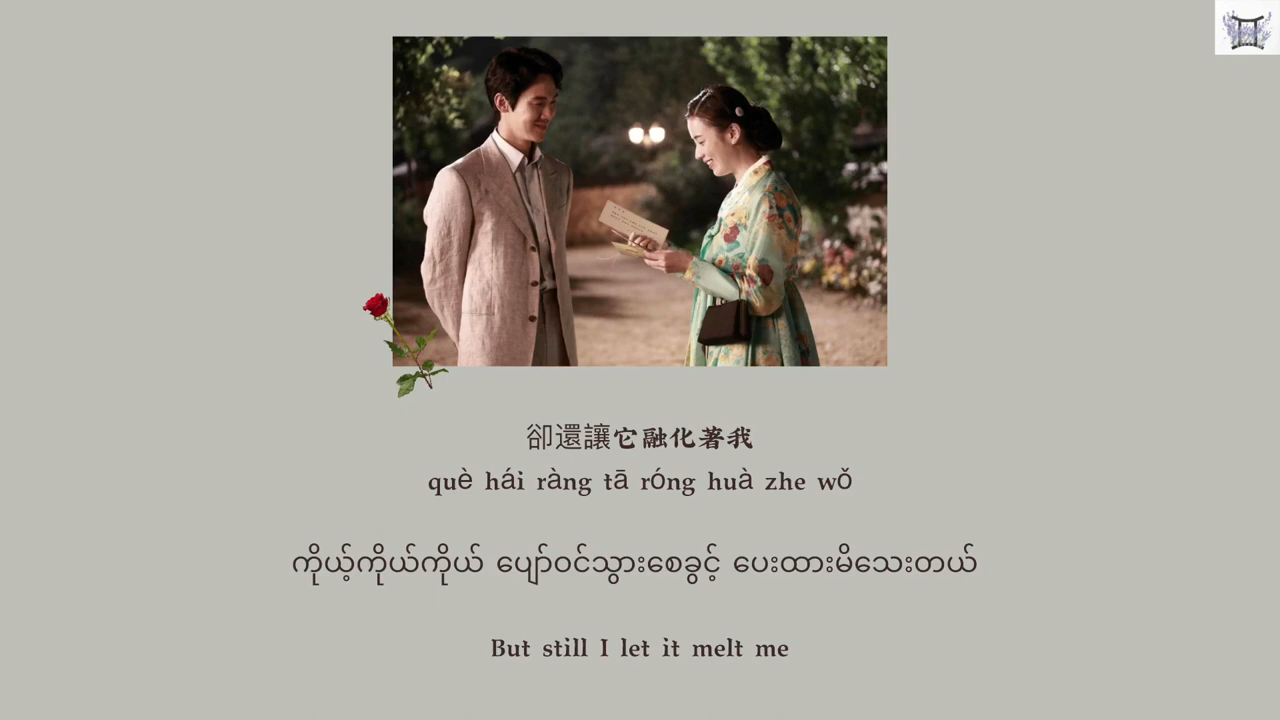 卻還讓它融化著我
què hái ràng tā róng huà zhe wǒ
ကိုယ့်ကိုယ်ကိုယ် ပျော်ဝင်သွားစေခွင့် ပေးထားမိသေးတယ်
But still I let it melt me